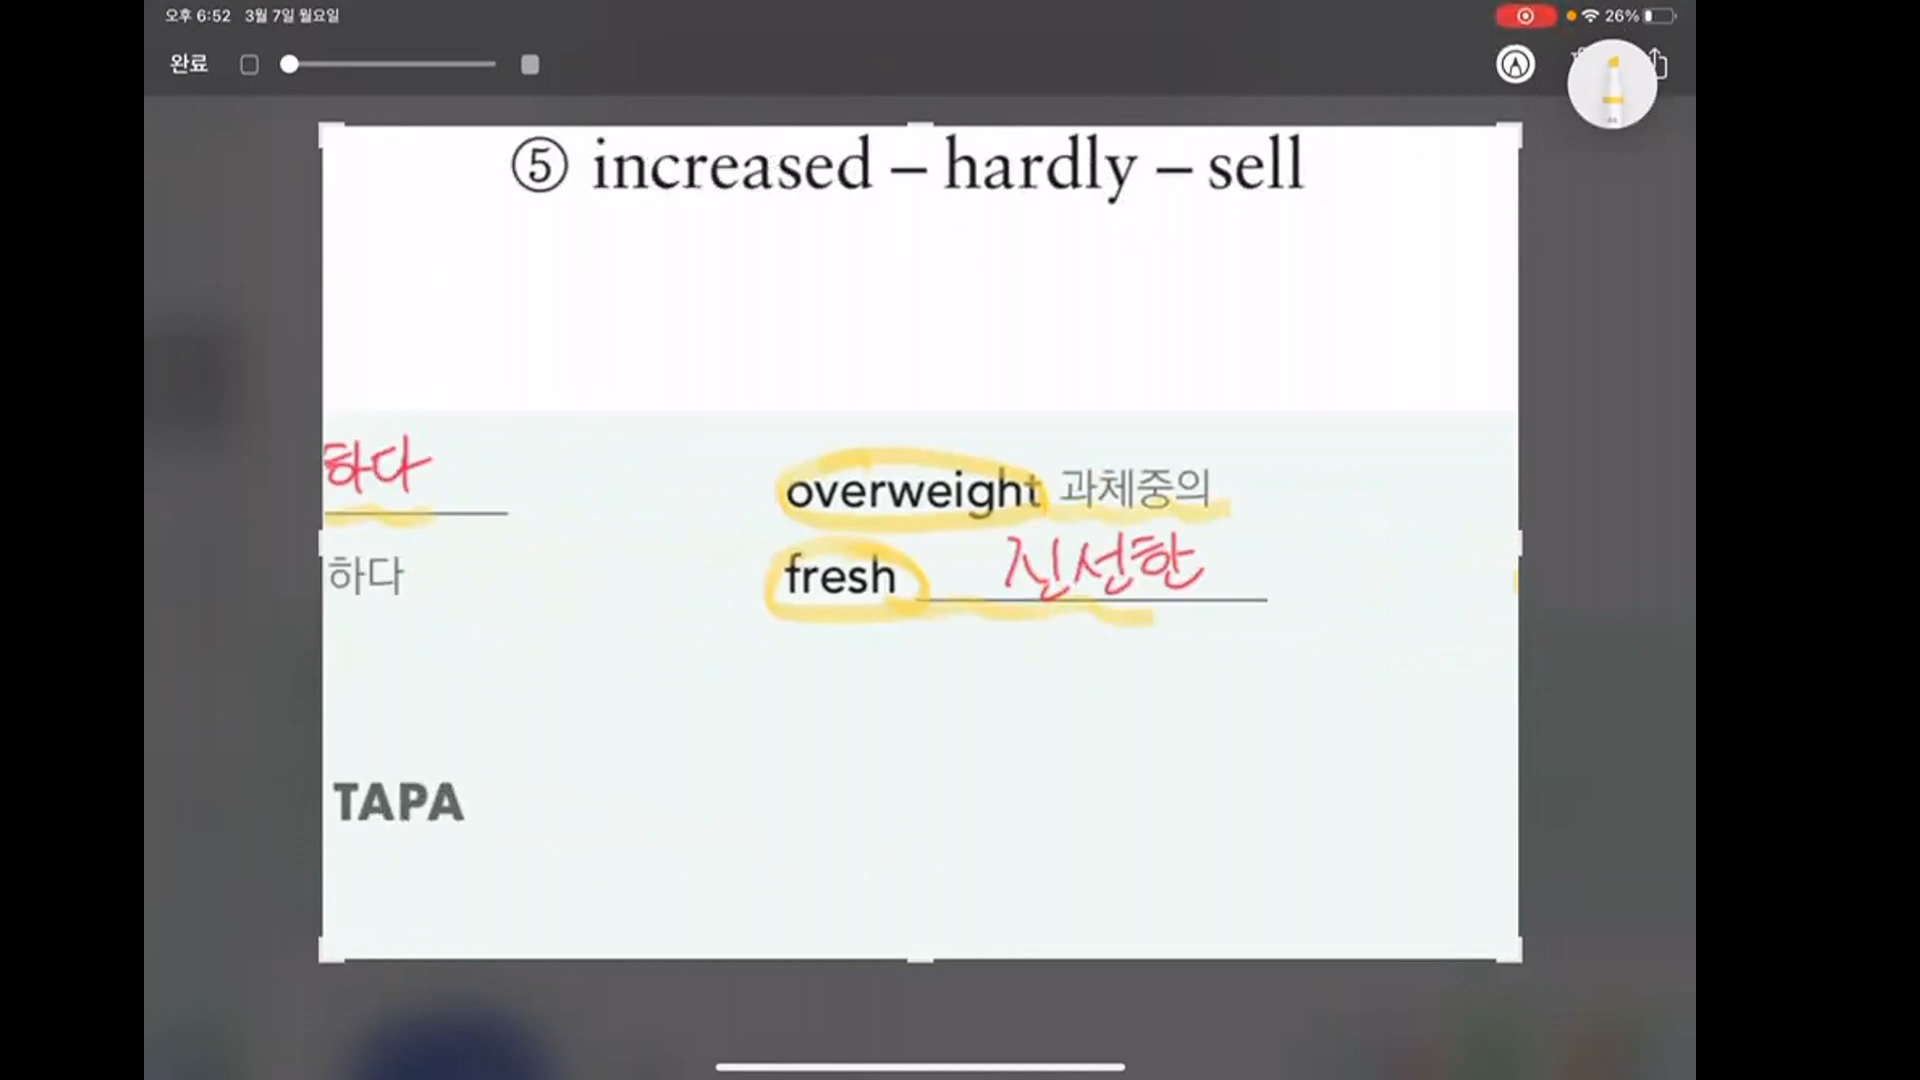 오후 6:52 3월 7일 월요일
26%
완료
⑤ increased – hardly – sell
하다
overweight 과체중의
fresh 신선한
하다
TAPA